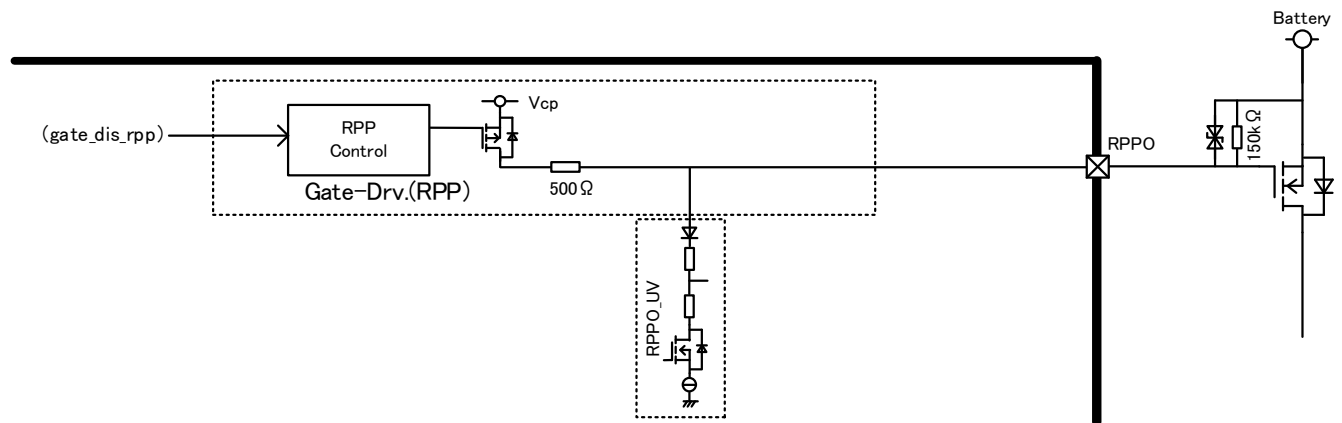 Battery
Vcp
(gate_dis_rpp)
RPP
Control
RPPO
150kΩ
500Ω
Gate-Drv.(RPP)
RPPO_UV